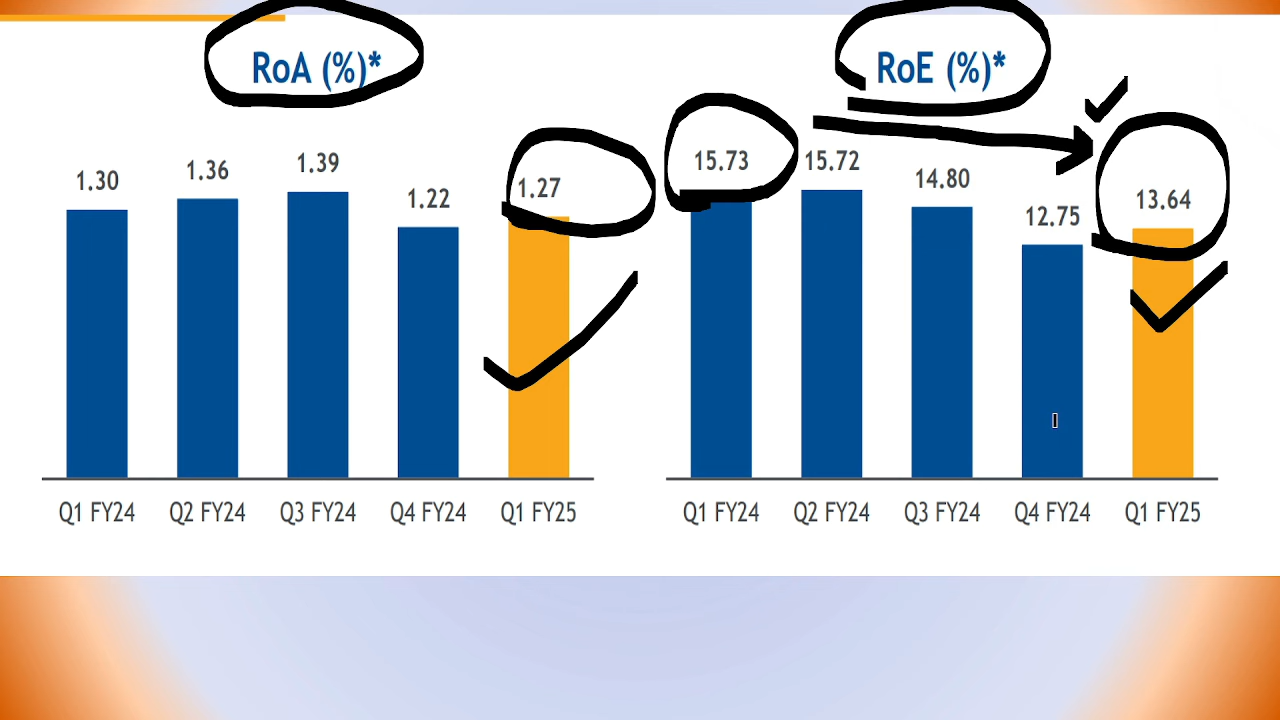 RoA (%)*
1.30 1.36 1.39 1.22 1.27
Q1 FY24 Q2 FY24 Q3 FY24 Q4 FY24 Q1 FY25
RoE (%)*
15.73 15.72 14.80 12.75 13.64
Q1 FY24 Q2 FY24 Q3 FY24 Q4 FY24 Q1 FY25